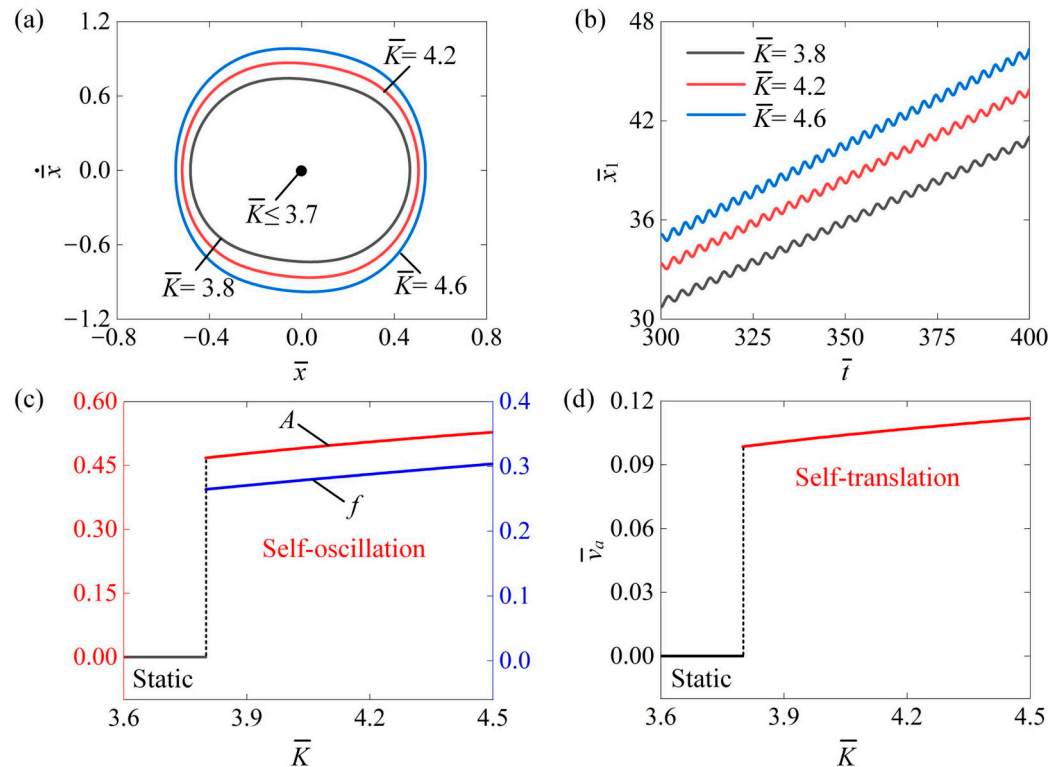 (a)
1.2
0.6
0.0
−0.6
−1.2
−0.8
−0.4
0.0
0.4
0.8
K̅= 4.2
K̅≤ 3.7
K̅= 3.8
K̅= 4.6
ẋ̅
x̅
(b)
48
42
36
30
300
325
350
375
400
K̅= 3.8
K̅= 4.2
K̅= 4.6
x̅₁
t̅
(c)
0.60
0.45
0.30
0.15
0.00
0.4
0.3
0.2
0.1
0.0
A
f
Self-oscillation
Static
3.6
3.9
4.2
4.5
K̅
(d)
0.12
0.09
0.06
0.03
0.00
v̅ₐ
Self-translation
Static
3.6
3.9
4.2
4.5
K̅